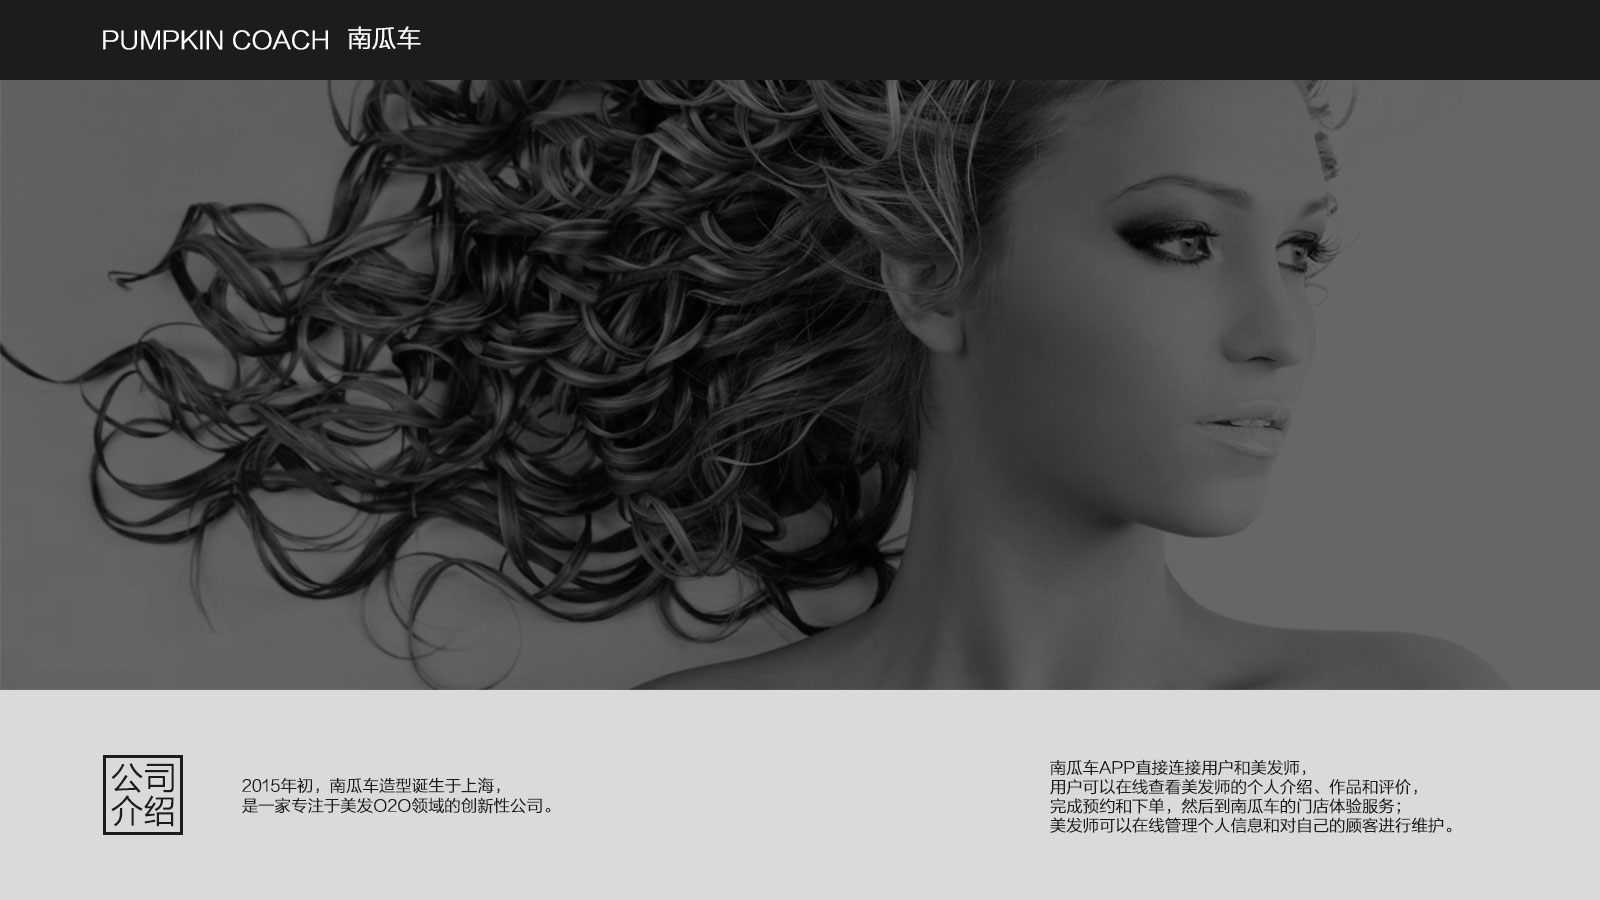 PUMPKIN COACH 南瓜车
公司
介绍
2015年初，南瓜车造型诞生于上海，
是一家专注于美发O2O领域的创新性公司。
南瓜车APP直接连接用户和美发师，
用户可以在线查看美发师的个人介绍、作品和评价，
完成预约和下单，然后到南瓜车的门店体验服务；
美发师可以在线管理个人信息和对自己的顾客进行维护。